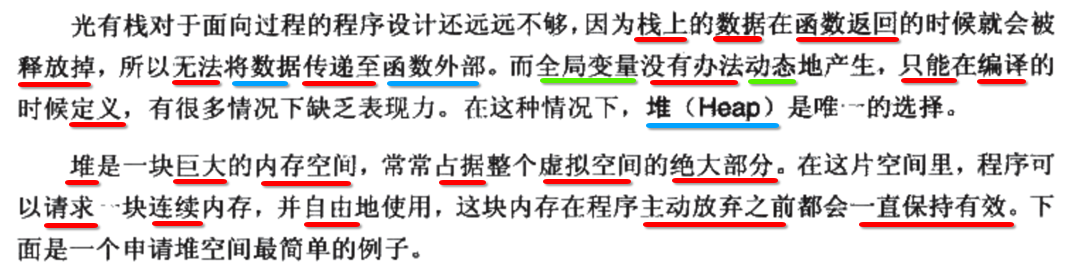 光有栈对于面向过程的程序设计还远远不够，因为栈上的数据在函数返回的时候就会被
释放掉，所以无法将数据传递至函数外部。而全局变量没有办法动态地产生，只能在编译的
时候定义，有很多情况下缺乏表现力。在这种情况下，堆（Heap）是唯一的选择。
堆是一块巨大的内存空间，常常占据整个虚拟空间的绝大部分。在这片空间里，程序可
以请求一块连续内存，并自由地使用，这块内存在程序主动放弃之前都会一直保持有效。下
面是一个申请堆空间最简单的例子。